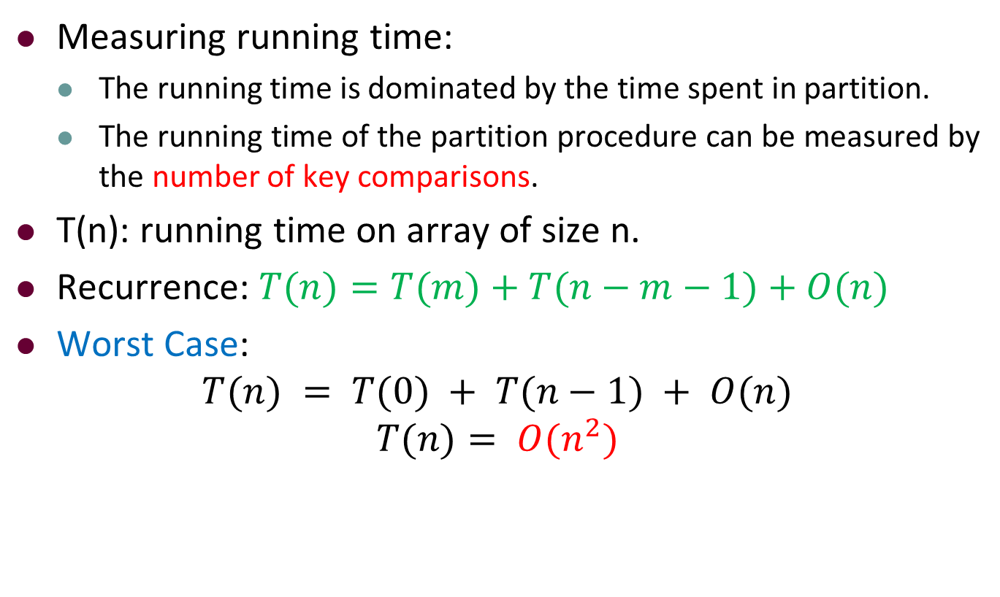 ● Measuring running time:
● The running time is dominated by the time spent in partition.
● The running time of the partition procedure can be measured by
the number of key comparisons.
● T(n): running time on array of size n.
● Recurrence: T(n) = T(m) + T(n − m − 1) + O(n)
● Worst Case:
T(n) = T(0) + T(n − 1) + O(n)
T(n) = O(n²)